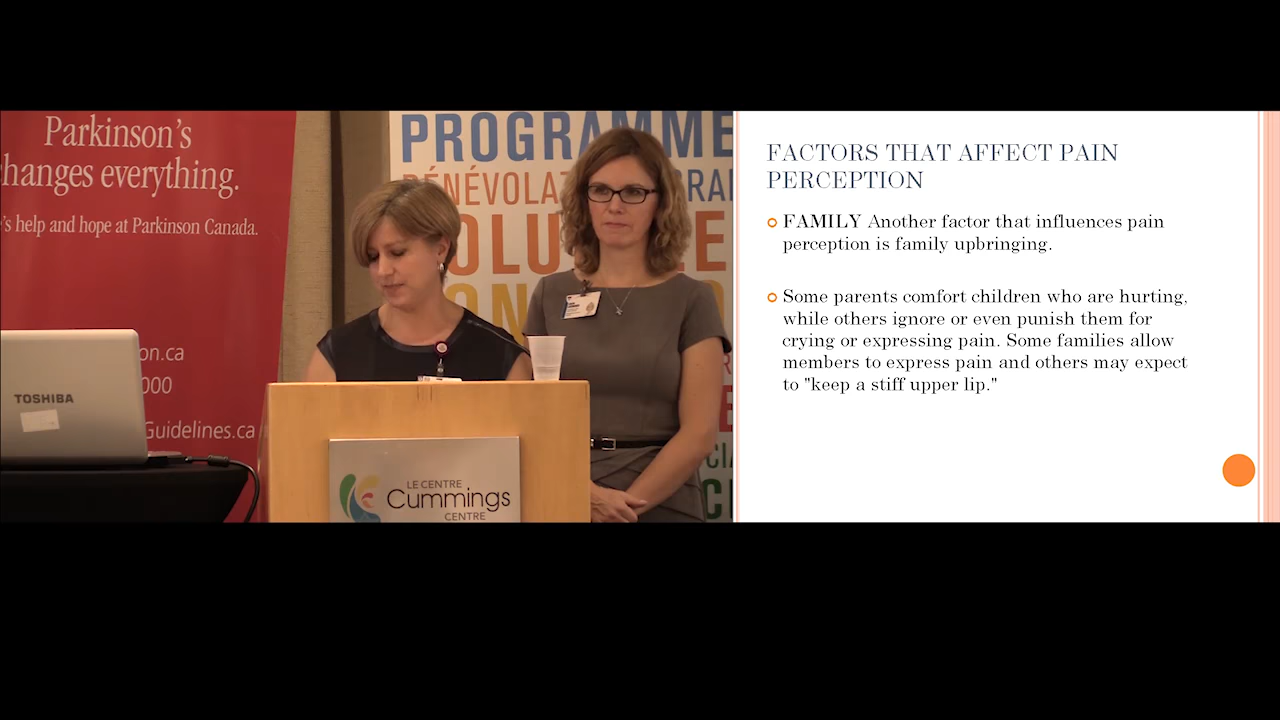 Parkinson's
changes everything.
's help and hope at Parkinson Canada.
on.ca
000
Guidelines.ca
TOSHIBA
PROGRAMME
BÉNÉVOLAT
VOLU
LE CENTRE
Cummings
CENTRE
FACTORS THAT AFFECT PAIN
PERCEPTION
FAMILY Another factor that influences pain
perception is family upbringing.
Some parents comfort children who are hurting,
while others ignore or even punish them for
crying or expressing pain. Some families allow
members to express pain and others may expect
to "keep a stiff upper lip."